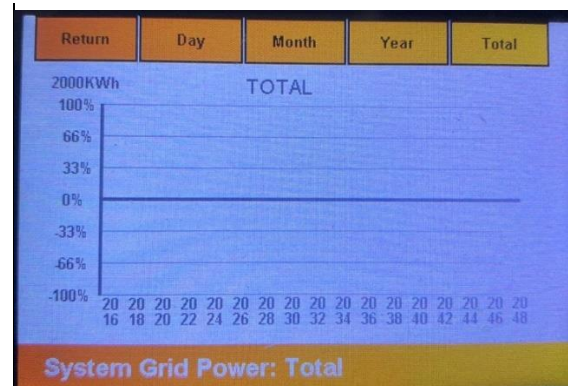 Return Day Month Year Total
2000KWh TOTAL
100%
66%
33%
0%
-33%
-66%
-100%
20 20 20 20 20 20 20 20 20 20 20 20 20 20 20 20 20
16 18 20 22 24 26 28 30 32 34 36 38 40 42 44 46 48
System Grid Power: Total